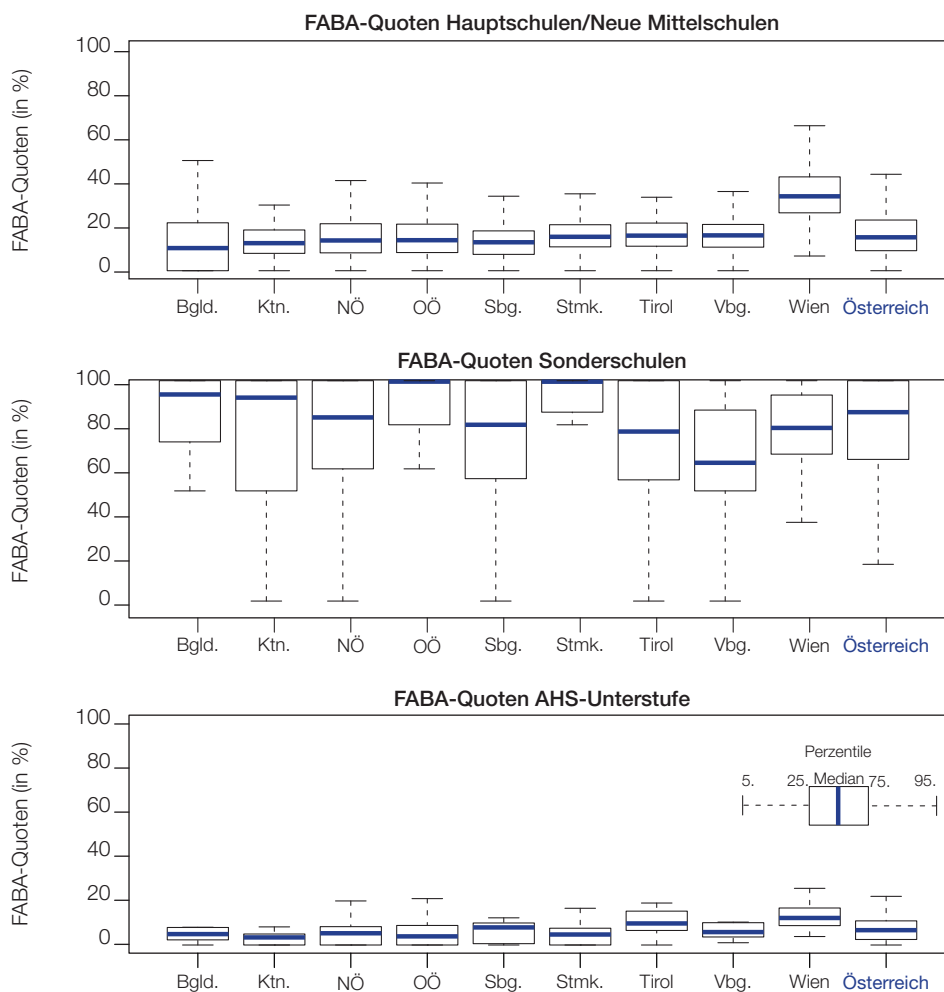 FABA-Quoten Hauptschulen/Neue Mittelschulen
FABA-Quoten (in %)
100
80
60
40
20
0
Bgld. Ktn. NÖ OÖ Sbg. Stmk. Tirol Vbg. Wien Österreich
FABA-Quoten Sonderschulen
FABA-Quoten (in %)
100
80
60
40
20
0
Bgld. Ktn. NÖ OÖ Sbg. Stmk. Tirol Vbg. Wien Österreich
FABA-Quoten AHS-Unterstufe
FABA-Quoten (in %)
100
80
60
40
20
0
Perzentile
5. 25. Median 75. 95.
Bgld. Ktn. NÖ OÖ Sbg. Stmk. Tirol Vbg. Wien Österreich